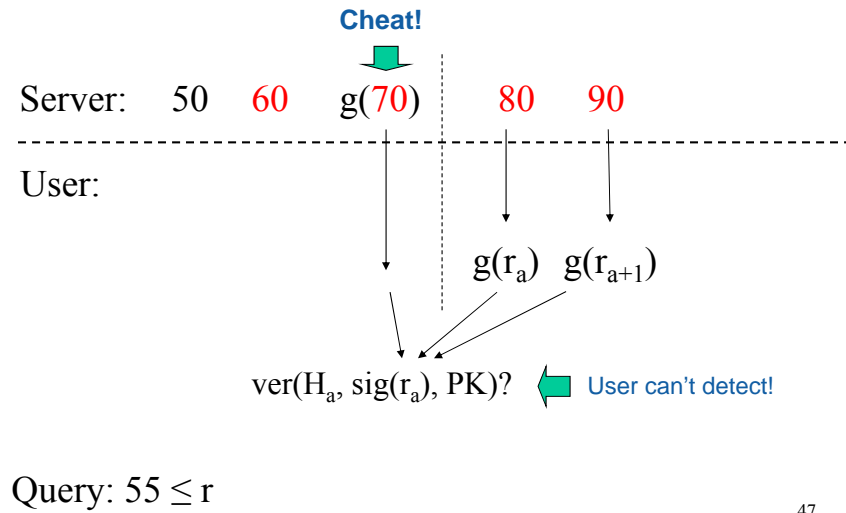 Cheat!
Server: 50 60 g(70) 80 90
User:
g(rₐ) g(rₐ₊₁)
ver(Hₐ, sig(rₐ), PK)? User can't detect!
Query: 55 ≤ r
47